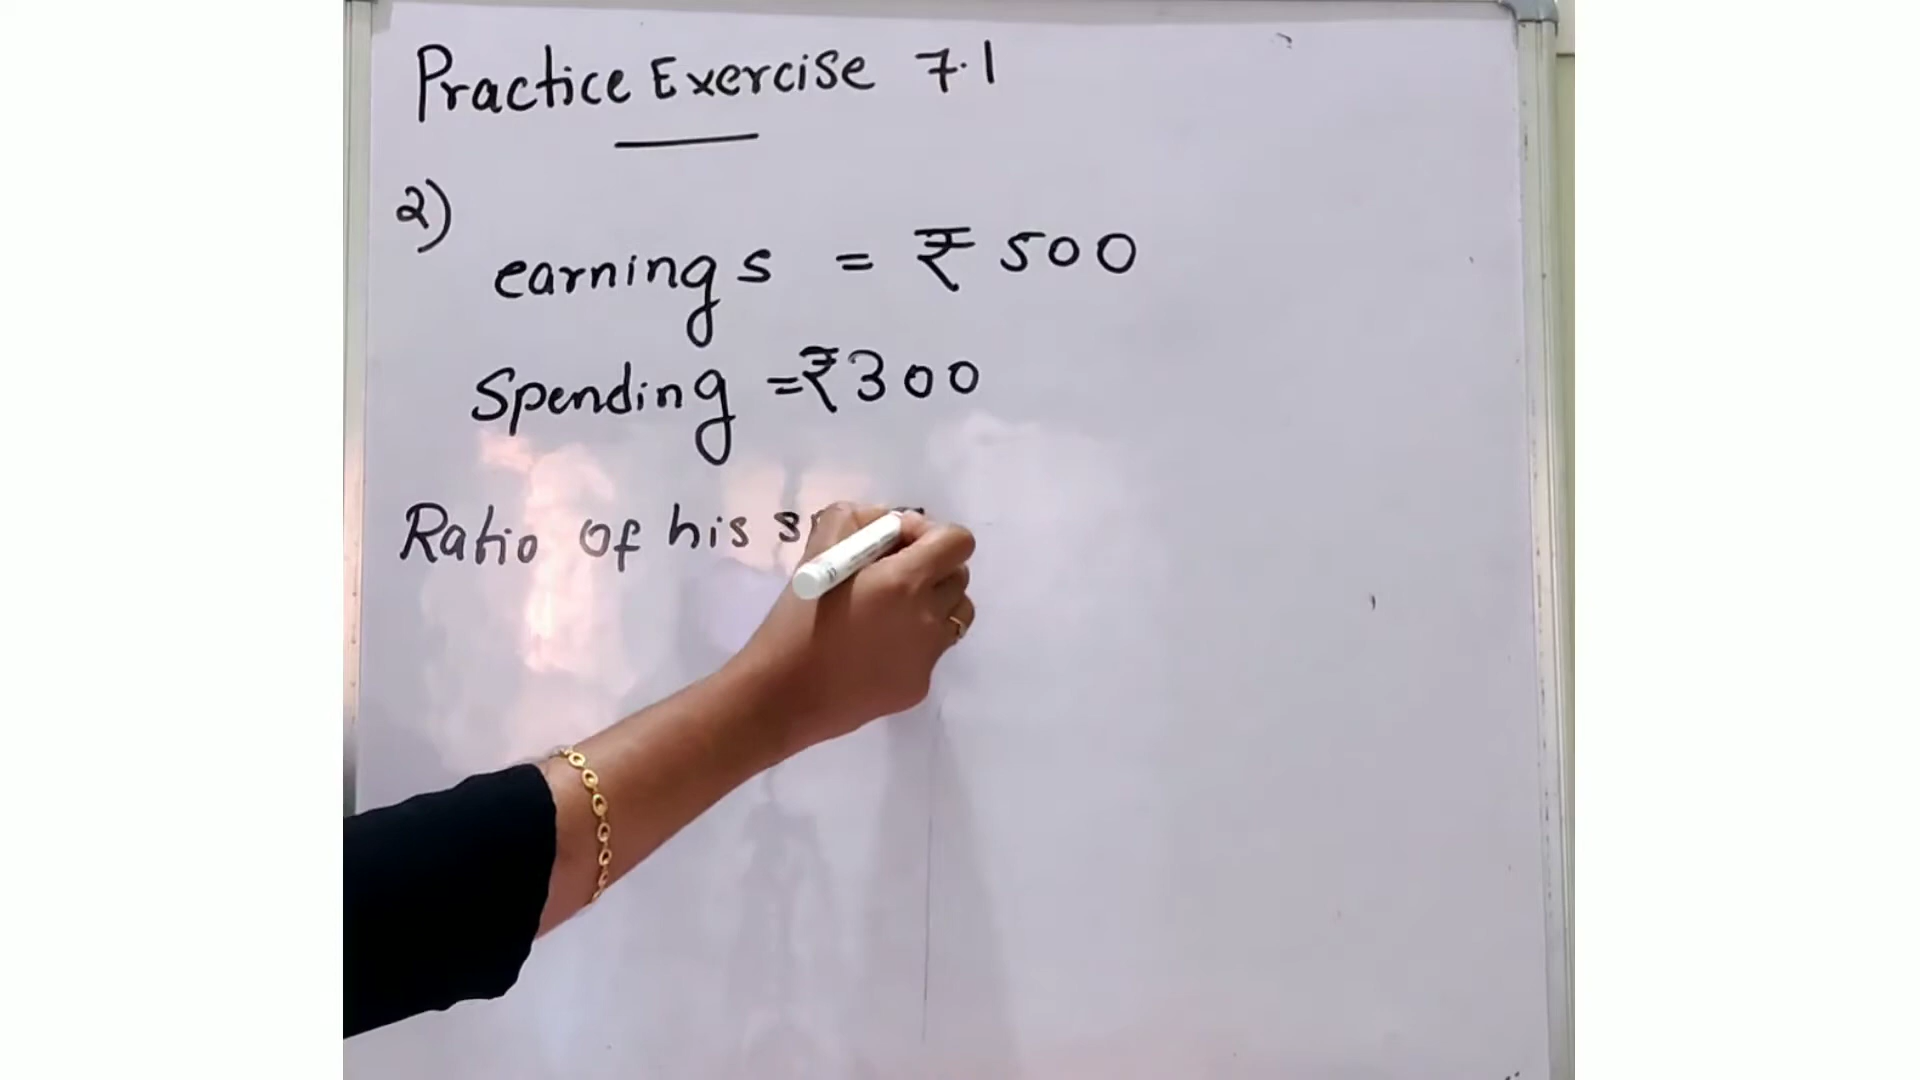 Practice Exercise 7.1
2)
earnings = ₹ 500
Spending =₹300
Ratio of his